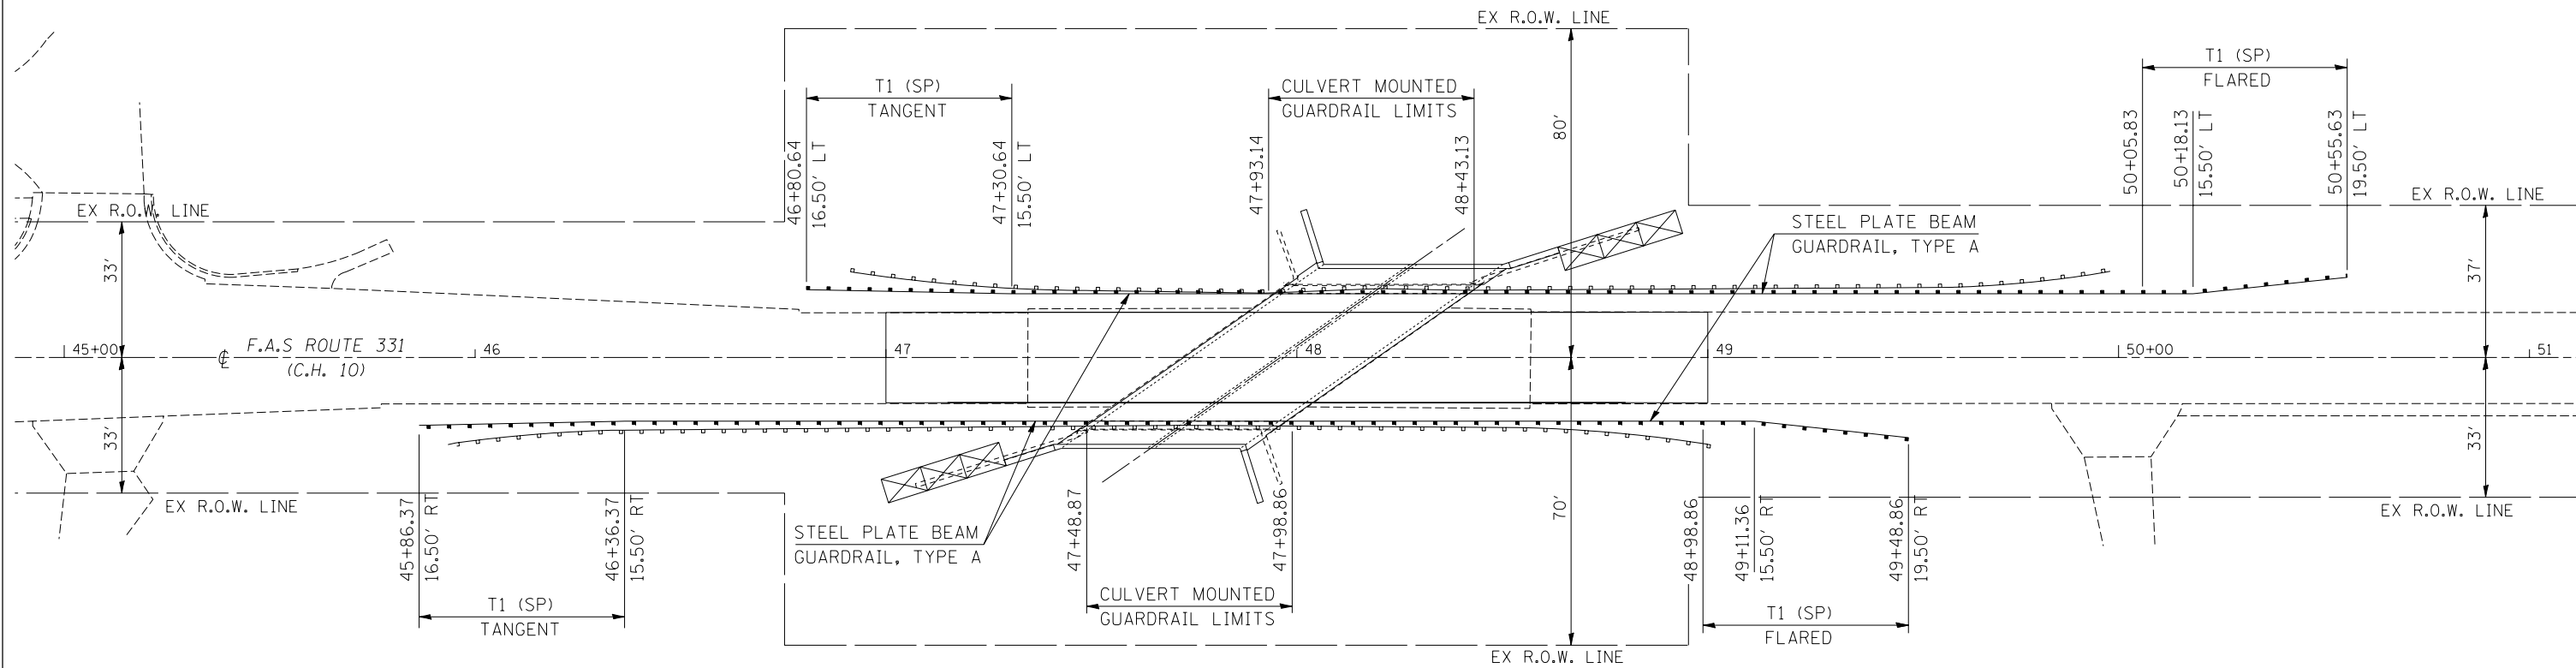 EX R.O.W. LINE
T1 (SP)
FLARED
T1 (SP)
TANGENT
CULVERT MOUNTED
GUARDRAIL LIMITS
80'
46+80.64
16.50' LT
47+30.64
15.50' LT
47+93.14
48+43.13
50+05.83
50+18.13
15.50' LT
50+55.63
19.50' LT
EX R.O.W. LINE
EX R.O.W. LINE
STEEL PLATE BEAM
GUARDRAIL, TYPE A
33'
37'
45+00
℄
F.A.S ROUTE 331
(C.H. 10)
46
47
48
49
50+00
51
33'
33'
EX R.O.W. LINE
EX R.O.W. LINE
70'
STEEL PLATE BEAM
GUARDRAIL, TYPE A
45+86.37
16.50' RT
46+36.37
15.50' RT
47+48.87
47+98.86
48+98.86
49+11.36
15.50' RT
49+48.86
19.50' RT
T1 (SP)
TANGENT
CULVERT MOUNTED
GUARDRAIL LIMITS
T1 (SP)
FLARED
EX R.O.W. LINE